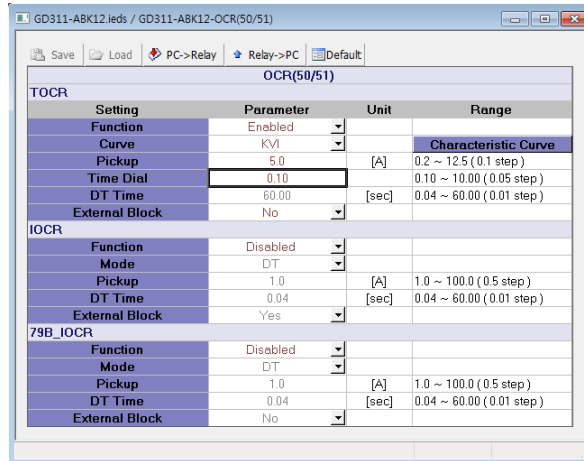 GD311-ABK12.ieds / GD311-ABK12-OCR(50/51)
Save Load PC->Relay Relay->PC Default
OCR(50/51)
TOCR
Setting Parameter Unit Range
Function Enabled
Curve KVI Characteristic Curve
Pickup 5.0 [A] 0.2 ~ 12.5 ( 0.1 step )
Time Dial 0.10 0.10 ~ 10.00 ( 0.05 step )
DT Time 60.00 [sec] 0.04 ~ 60.00 ( 0.01 step )
External Block No
IOCR
Function Disabled
Mode DT
Pickup 1.0 [A] 1.0 ~ 100.0 ( 0.5 step )
DT Time 0.04 [sec] 0.04 ~ 60.00 ( 0.01 step )
External Block Yes
79B_IOCR
Function Disabled
Mode DT
Pickup 1.0 [A] 1.0 ~ 100.0 ( 0.5 step )
DT Time 0.04 [sec] 0.04 ~ 60.00 ( 0.01 step )
External Block No